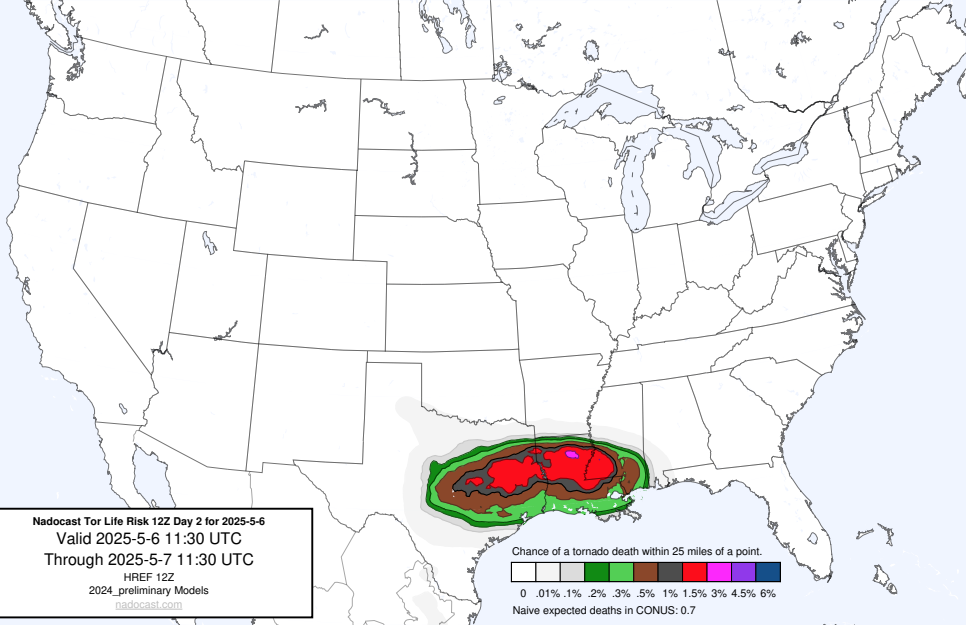 Nadocast Tor Life Risk 12Z Day 2 for 2025-5-6
Valid 2025-5-6 11:30 UTC
Through 2025-5-7 11:30 UTC
HREF 12Z
2024_preliminary Models
nadocast.com
Chance of a tornado death within 25 miles of a point.
0 .01% .1% .2% .3% .5% 1% 1.5% 3% 4.5% 6%
Naive expected deaths in CONUS: 0.7